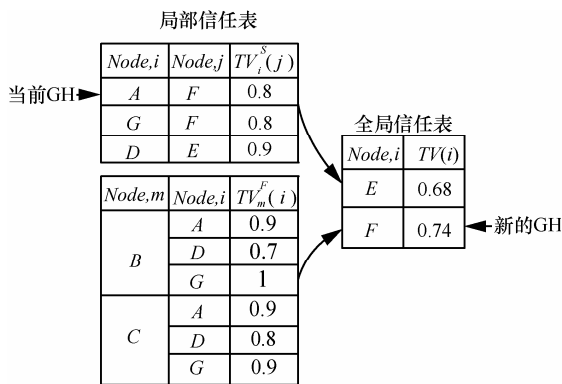 局部信任表
Node,i Node,j TV_i^S(j)
当前GH A F 0.8
G F 0.8
D E 0.9
全局信任表
Node,i TV(i)
E 0.68
F 0.74 新的GH
Node,m Node,i TV_m^F(i)
B A 0.9
D 0.7
G 1
C A 0.9
D 0.8
G 0.9